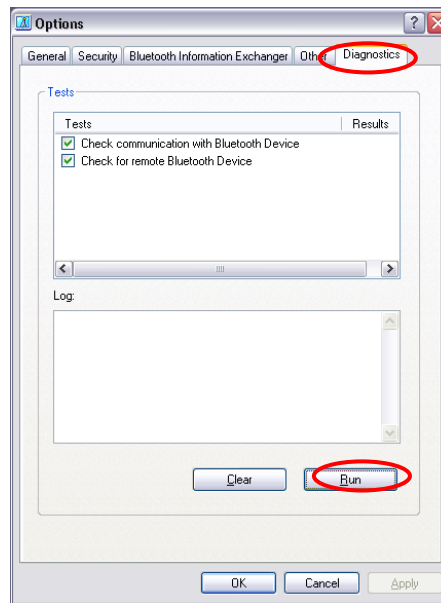 Options
General Security Bluetooth Information Exchanger Other Diagnostics
Tests
Tests Results
Check communication with Bluetooth Device
Check for remote Bluetooth Device
Log:
Clear Run
OK Cancel Apply